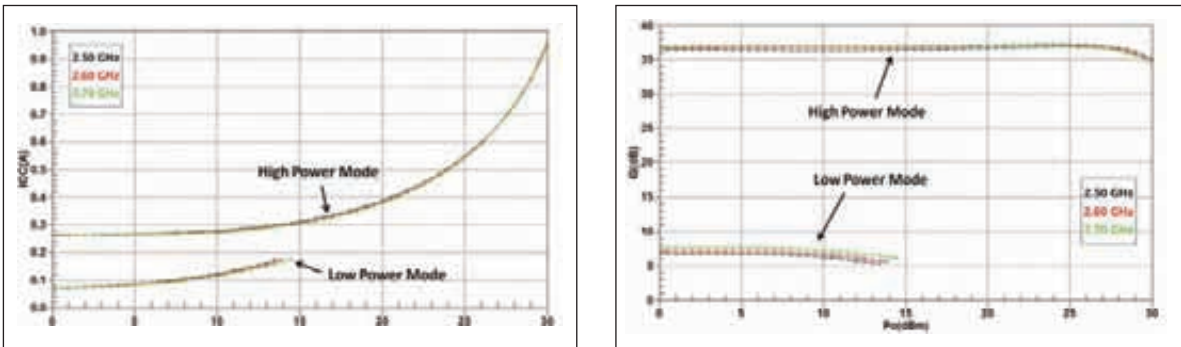 1.0
0.9
0.8
0.7
0.6
0.5
0.4
0.3
0.2
0.1
0.0
ICC(A)
2.50 GHz
2.60 GHz
2.70 GHz
High Power Mode
Low Power Mode
0 5 10 15 20 25 30
40
35
30
25
20
15
10
5
0
G(dB)
High Power Mode
Low Power Mode
2.50 GHz
2.60 GHz
2.70 GHz
0 5 10 15 20 25 30
Po(dBm)